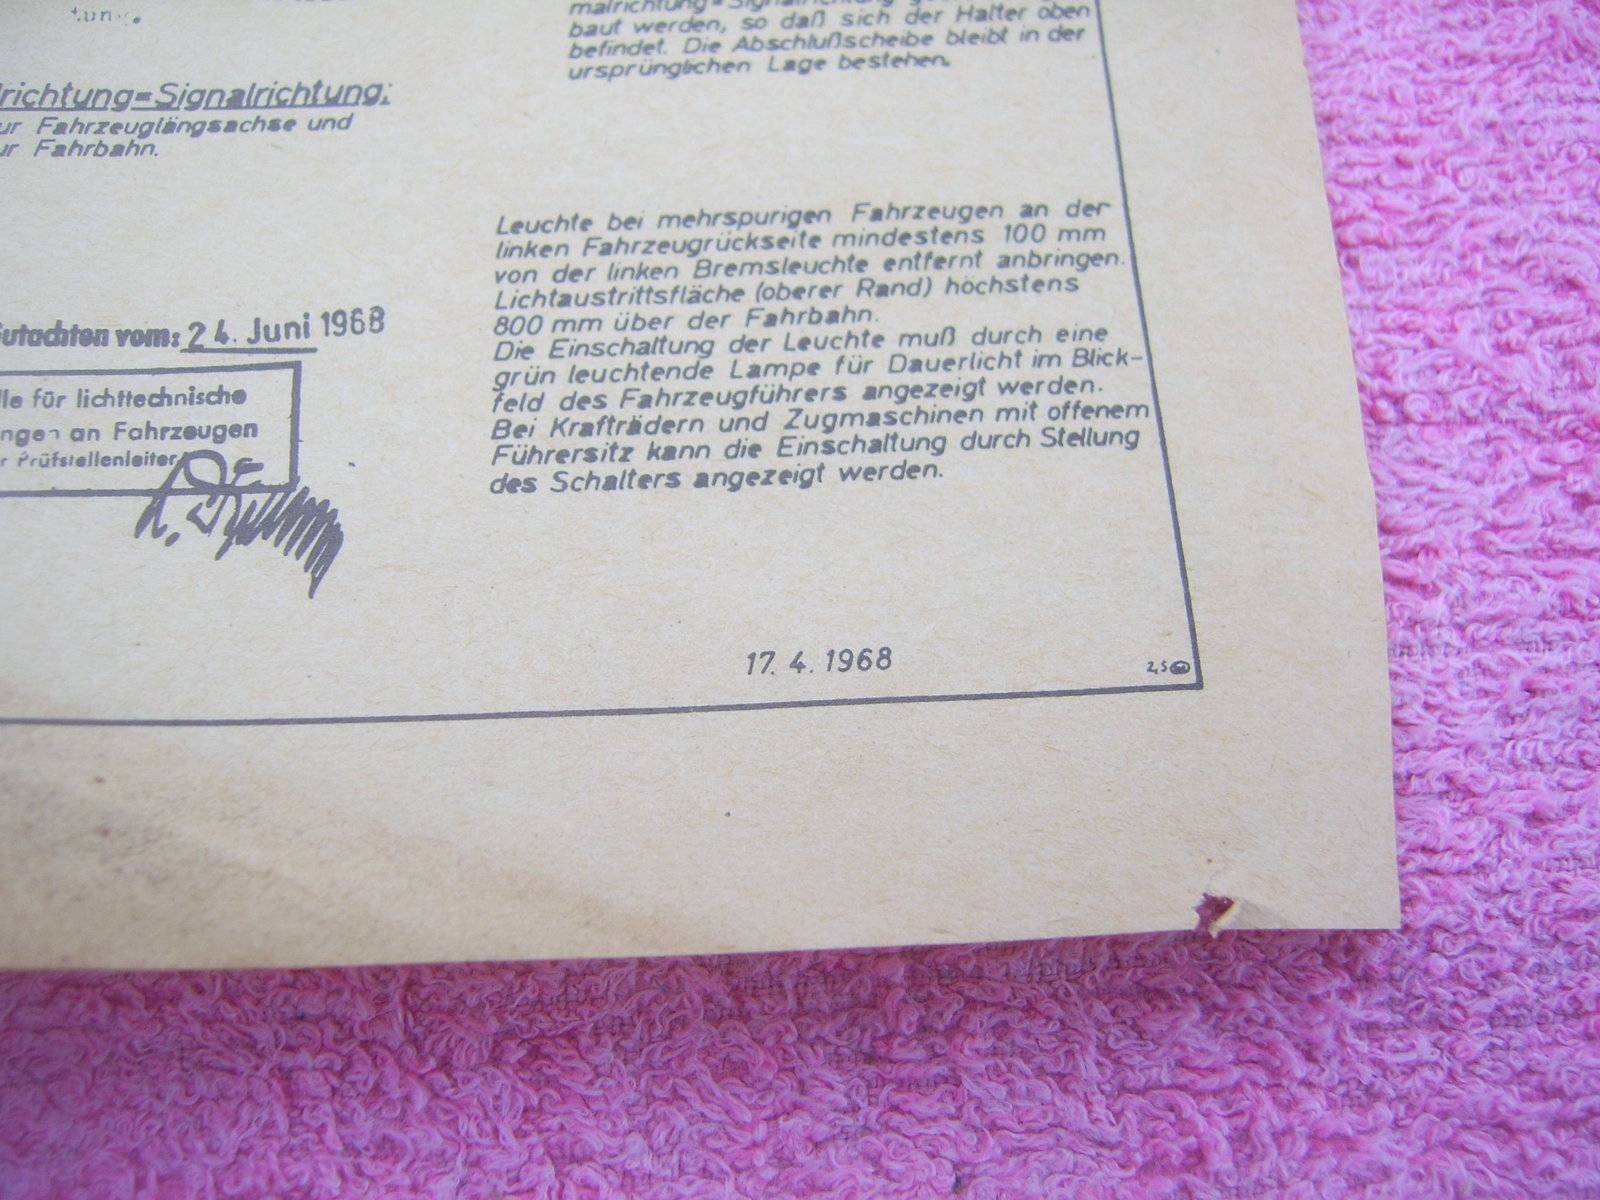 baut werden, so daß sich der Halter oben
befindet. Die Abschlußscheibe bleibt in der
ursprünglichen Lage bestehen.
lrichtung=Signalrichtung:
ur Fahrzeuglängsachse und
ur Fahrbahn.
Leuchte bei mehrspurigen Fahrzeugen an der
linken Fahrzeugrückseite mindestens 100 mm
von der linken Bremsleuchte entfernt anbringen.
Lichtaustrittsfläche (oberer Rand) höchstens
800 mm über der Fahrbahn.
Die Einschaltung der Leuchte muß durch eine
grün leuchtende Lampe für Dauerlicht im Blick-
feld des Fahrzeugführers angezeigt werden.
Bei Krafträdern und Zugmaschinen mit offenem
Führersitz kann die Einschaltung durch Stellung
des Schalters angezeigt werden.
Gutachten vom: 24. Juni 1968
lle für lichttechnische
ngen an Fahrzeugen
r Prüfstellenleiter
17. 4. 1968
2,5